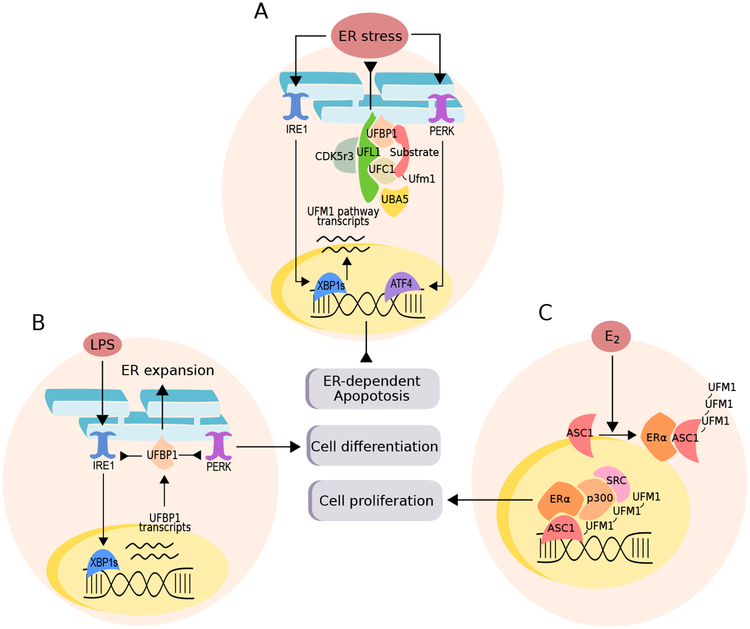 A
ER stress
IRE1
PERK
UFBP1
CDK5r3
UFL1
Substrate
UFC1
Ufm1
UBA5
UFM1 pathway
transcripts
XBP1s
ATF4
B
LPS
ER expansion
IRE1
UFBP1
PERK
UFBP1
transcripts
XBP1s
ER-dependent
Apopotosis
Cell differentiation
Cell proliferation
C
E2
UFM1
UFM1
UFM1
ASC1
ERα
ASC1
SRC
ERα
p300
UFM1
UFM1
UFM1
ASC1